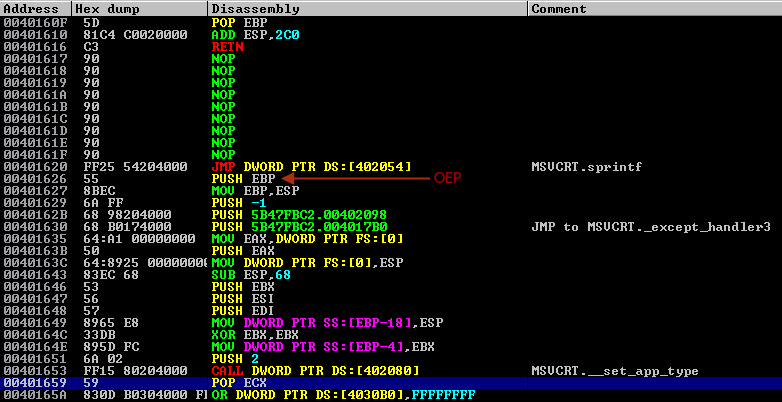 Address Hex dump Disassembly Comment
0040160F 5D POP EBP
00401610 81C4 C0020000 ADD ESP,2C0
00401616 C3 RETN
00401617 90 NOP
00401618 90 NOP
00401619 90 NOP
0040161A 90 NOP
0040161B 90 NOP
0040161C 90 NOP
0040161D 90 NOP
0040161E 90 NOP
0040161F 90 NOP
00401620 FF25 54204000 JMP DWORD PTR DS:[402054] MSVCRT.sprintf
00401626 55 PUSH EBP OEP
00401627 8BEC MOV EBP,ESP
00401629 6A FF PUSH -1
0040162B 68 98204000 PUSH 5B47FBC2.00402098
00401630 68 B0174000 PUSH 5B47FBC2.004017B0 JMP to MSVCRT._except_handler3
00401635 64:A1 00000000 MOV EAX,DWORD PTR FS:[0]
0040163B 50 PUSH EAX
0040163C 64:8925 00000000 MOV DWORD PTR FS:[0],ESP
00401643 83EC 68 SUB ESP,68
00401646 53 PUSH EBX
00401647 56 PUSH ESI
00401648 57 PUSH EDI
00401649 8965 E8 MOV DWORD PTR SS:[EBP-18],ESP
0040164C 33DB XOR EBX,EBX
0040164E 895D FC MOV DWORD PTR SS:[EBP-4],EBX
00401651 6A 02 PUSH 2
00401653 FF15 80204000 CALL DWORD PTR DS:[402080] MSVCRT.__set_app_type
00401659 59 POP ECX
0040165A 830D B0304000 OR DWORD PTR DS:[4030B0],FFFFFFFF